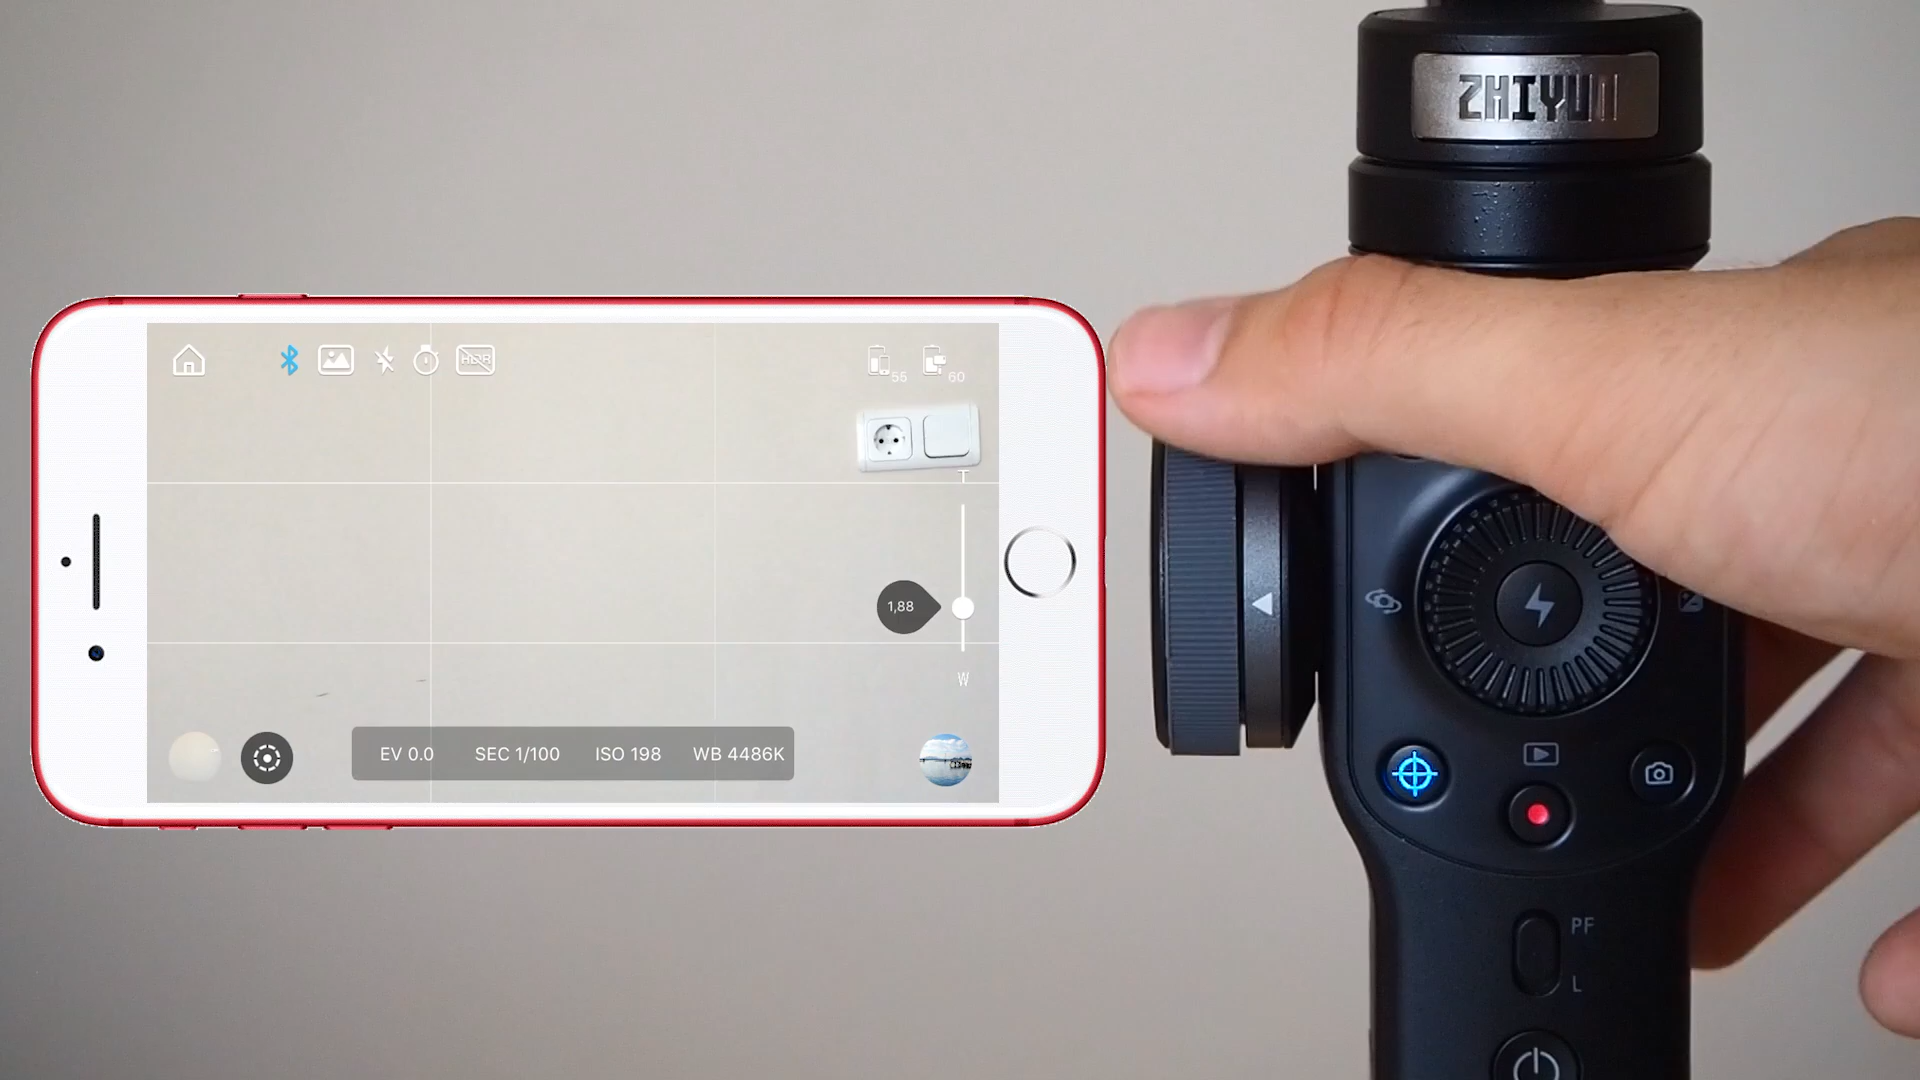 ZHIYUN
HDR
55
60
T
1,88
W
EV 0.0
SEC 1/100
ISO 198
WB 4486K
PF
L